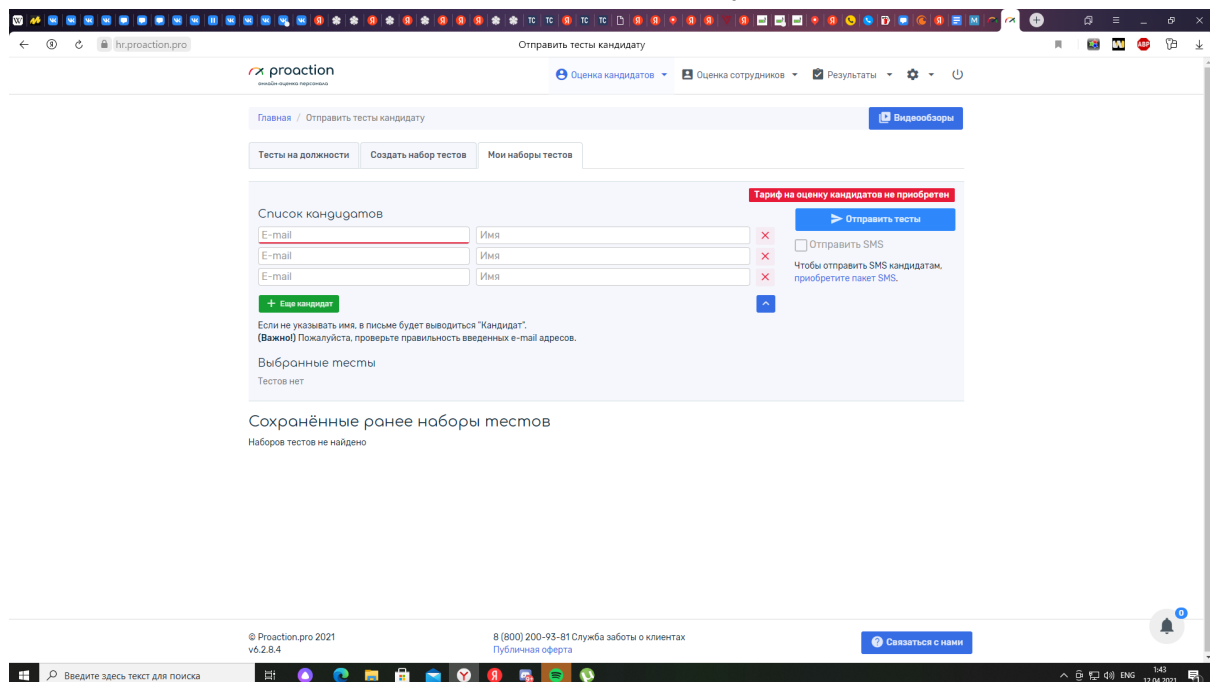 hr.proaction.pro
Отправить тесты кандидату
proaction
онлайн-оценка персонала
Оценка кандидатов
Оценка сотрудников
Результаты
Главная / Отправить тесты кандидату
Видеообзоры
Тесты на должности
Создать набор тестов
Мои наборы тестов
Тариф на оценку кандидатов не приобретен
Список кандидатов
Отправить тесты
E-mail
Имя
Отправить SMS
E-mail
Имя
Чтобы отправить SMS кандидатам,
приобретите пакет SMS.
E-mail
Имя
+ Еще кандидат
Если не указывать имя, в письме будет выводиться "Кандидат".
(Важно!) Пожалуйста, проверьте правильность введенных e-mail адресов.
Выбранные тесты
Тестов нет
Сохранённые ранее наборы тестов
Наборов тестов не найдено
0
© Proaction.pro 2021
v6.2.8.4
8 (800) 200-93-81 Служба заботы о клиентах
Публичная оферта
Связаться с нами
Введите здесь текст для поиска
ENG
1:43
12.04.2021